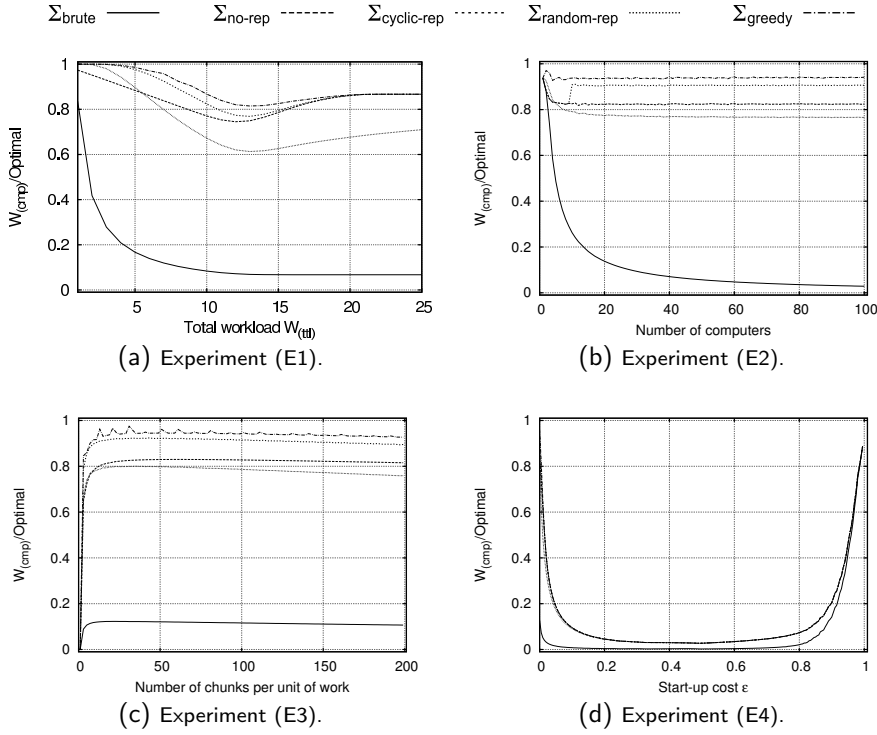 Σbrute Σno-rep Σcyclic-rep Σrandom-rep Σgreedy
1
0.8
0.6
0.4
0.2
0
W(cmp)/Optimal
5 10 15 20 25
Total workload W(ttl)
(a) Experiment (E1).
1
0.8
0.6
0.4
0.2
0
W(cmp)/Optimal
0 20 40 60 80 100
Number of computers
(b) Experiment (E2).
1
0.8
0.6
0.4
0.2
0
W(cmp)/Optimal
0 50 100 150 200
Number of chunks per unit of work
(c) Experiment (E3).
1
0.8
0.6
0.4
0.2
0
W(cmp)/Optimal
0 0.2 0.4 0.6 0.8 1
Start-up cost ε
(d) Experiment (E4).